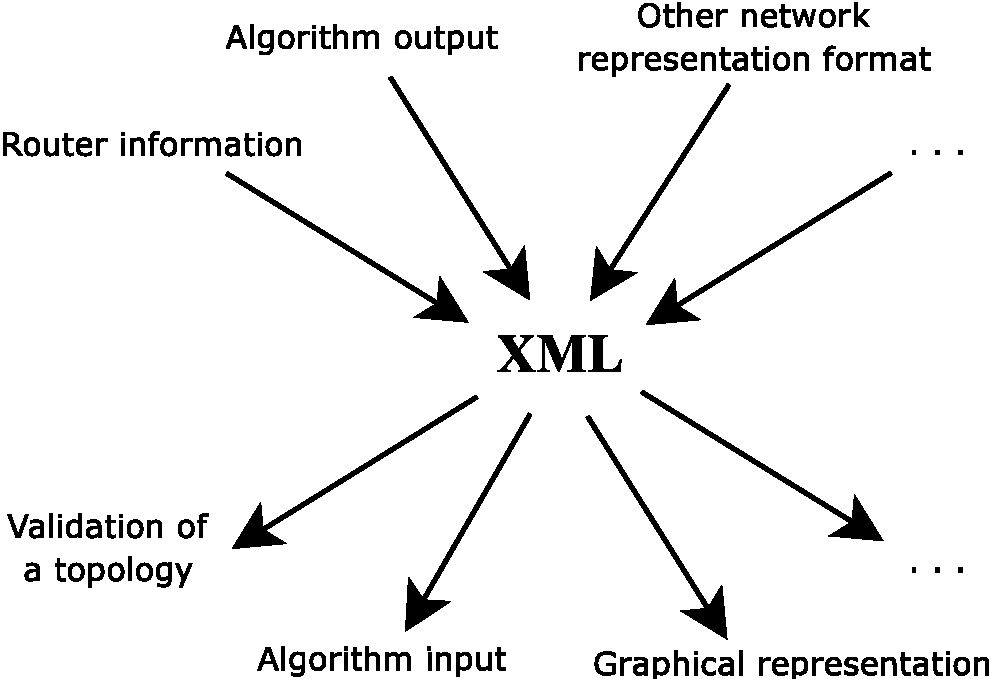 Other network
representation format
Algorithm output
Router information
. . .
XML
Validation of
a topology
. . .
Algorithm input
Graphical representation